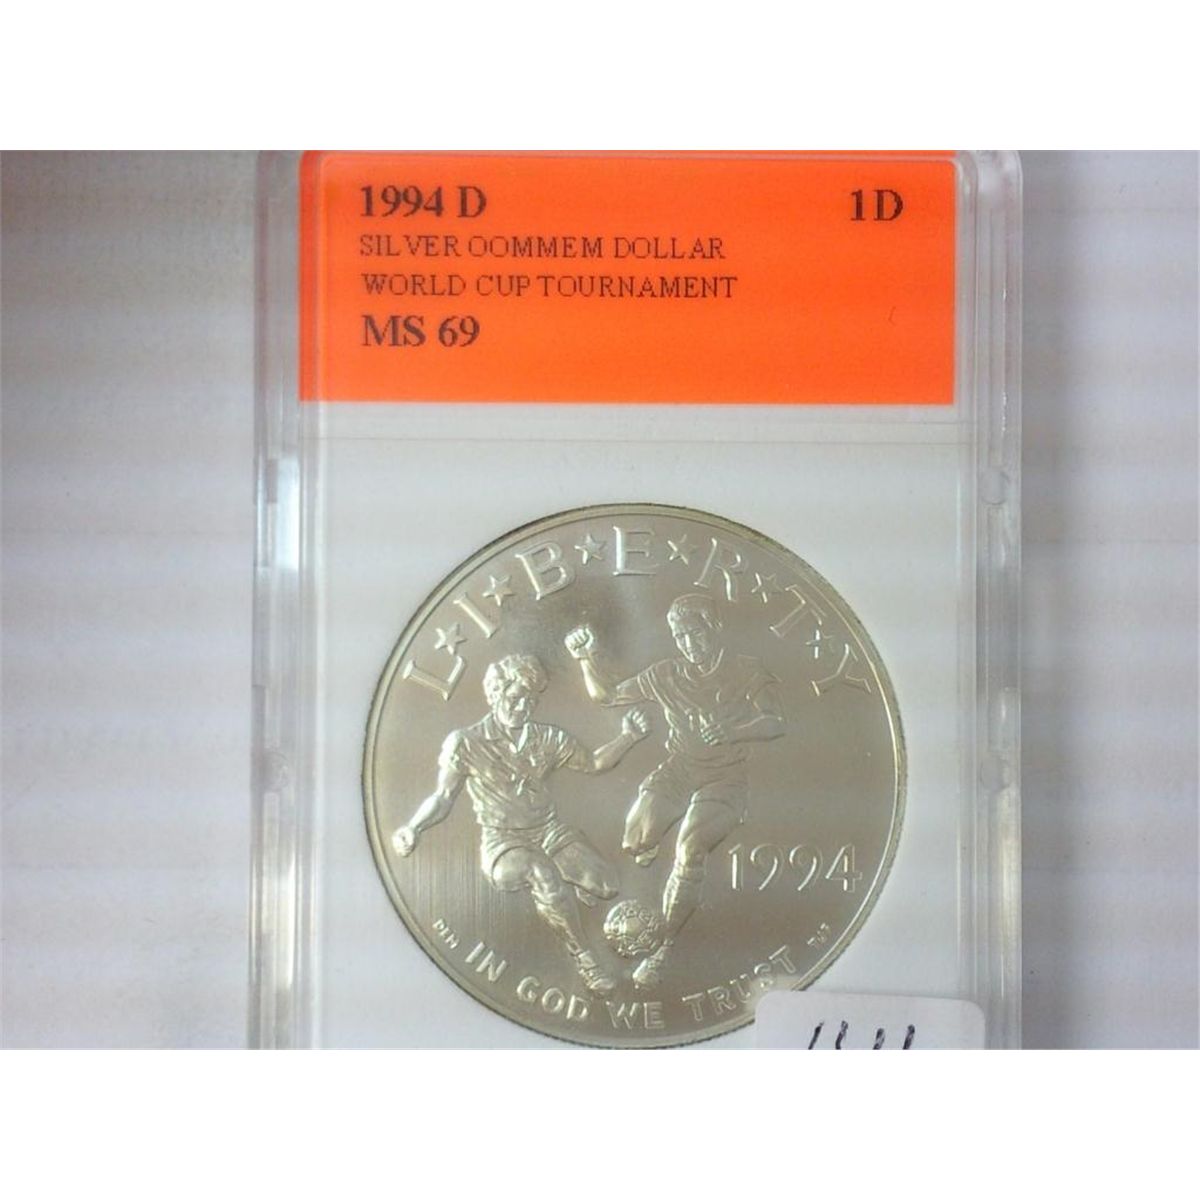 1994 D 1D
SILVER OOMMEM DOLLAR
WORLD CUP TOURNAMENT
MS 69
L★I★B★E★R★T★Y
1994
IN GOD WE TRUST